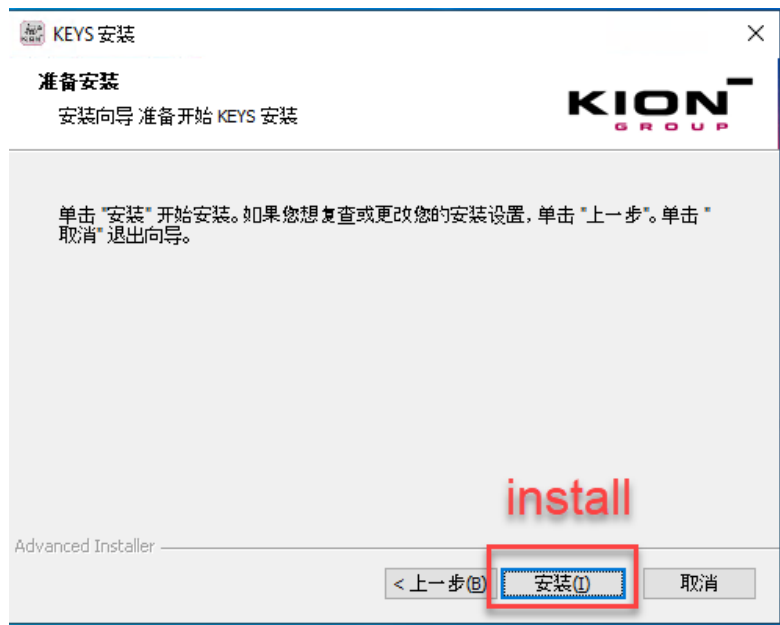 KEYS 安装
准备安装
安装向导 准备开始 KEYS 安装
KION
GROUP
单击 "安装" 开始安装。如果您想复查或更改您的安装设置，单击 "上一步"。单击 "
取消" 退出向导。
install
Advanced Installer
< 上一步(B)
安装(I)
取消